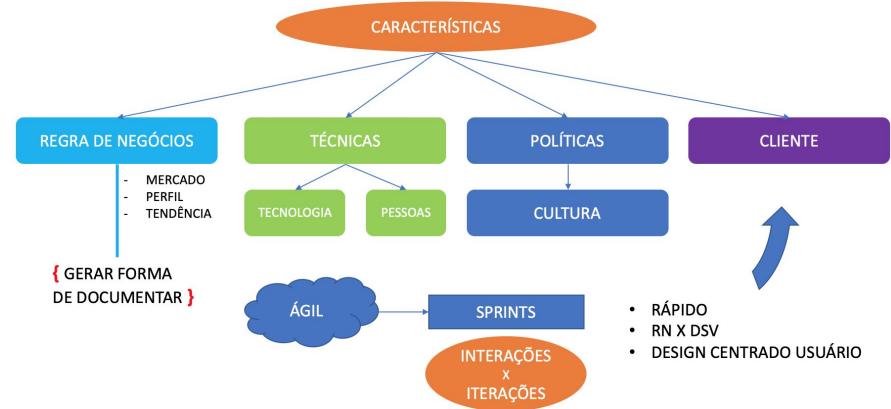 CARACTERÍSTICAS
REGRA DE NEGÓCIOS
TÉCNICAS
POLÍTICAS
CLIENTE
- MERCADO
- PERFIL
- TENDÊNCIA
TECNOLOGIA
PESSOAS
CULTURA
{ GERAR FORMA
DE DOCUMENTAR }
ÁGIL
SPRINTS
INTERAÇÕES
X
ITERAÇÕES
• RÁPIDO
• RN X DSV
• DESIGN CENTRADO USUÁRIO